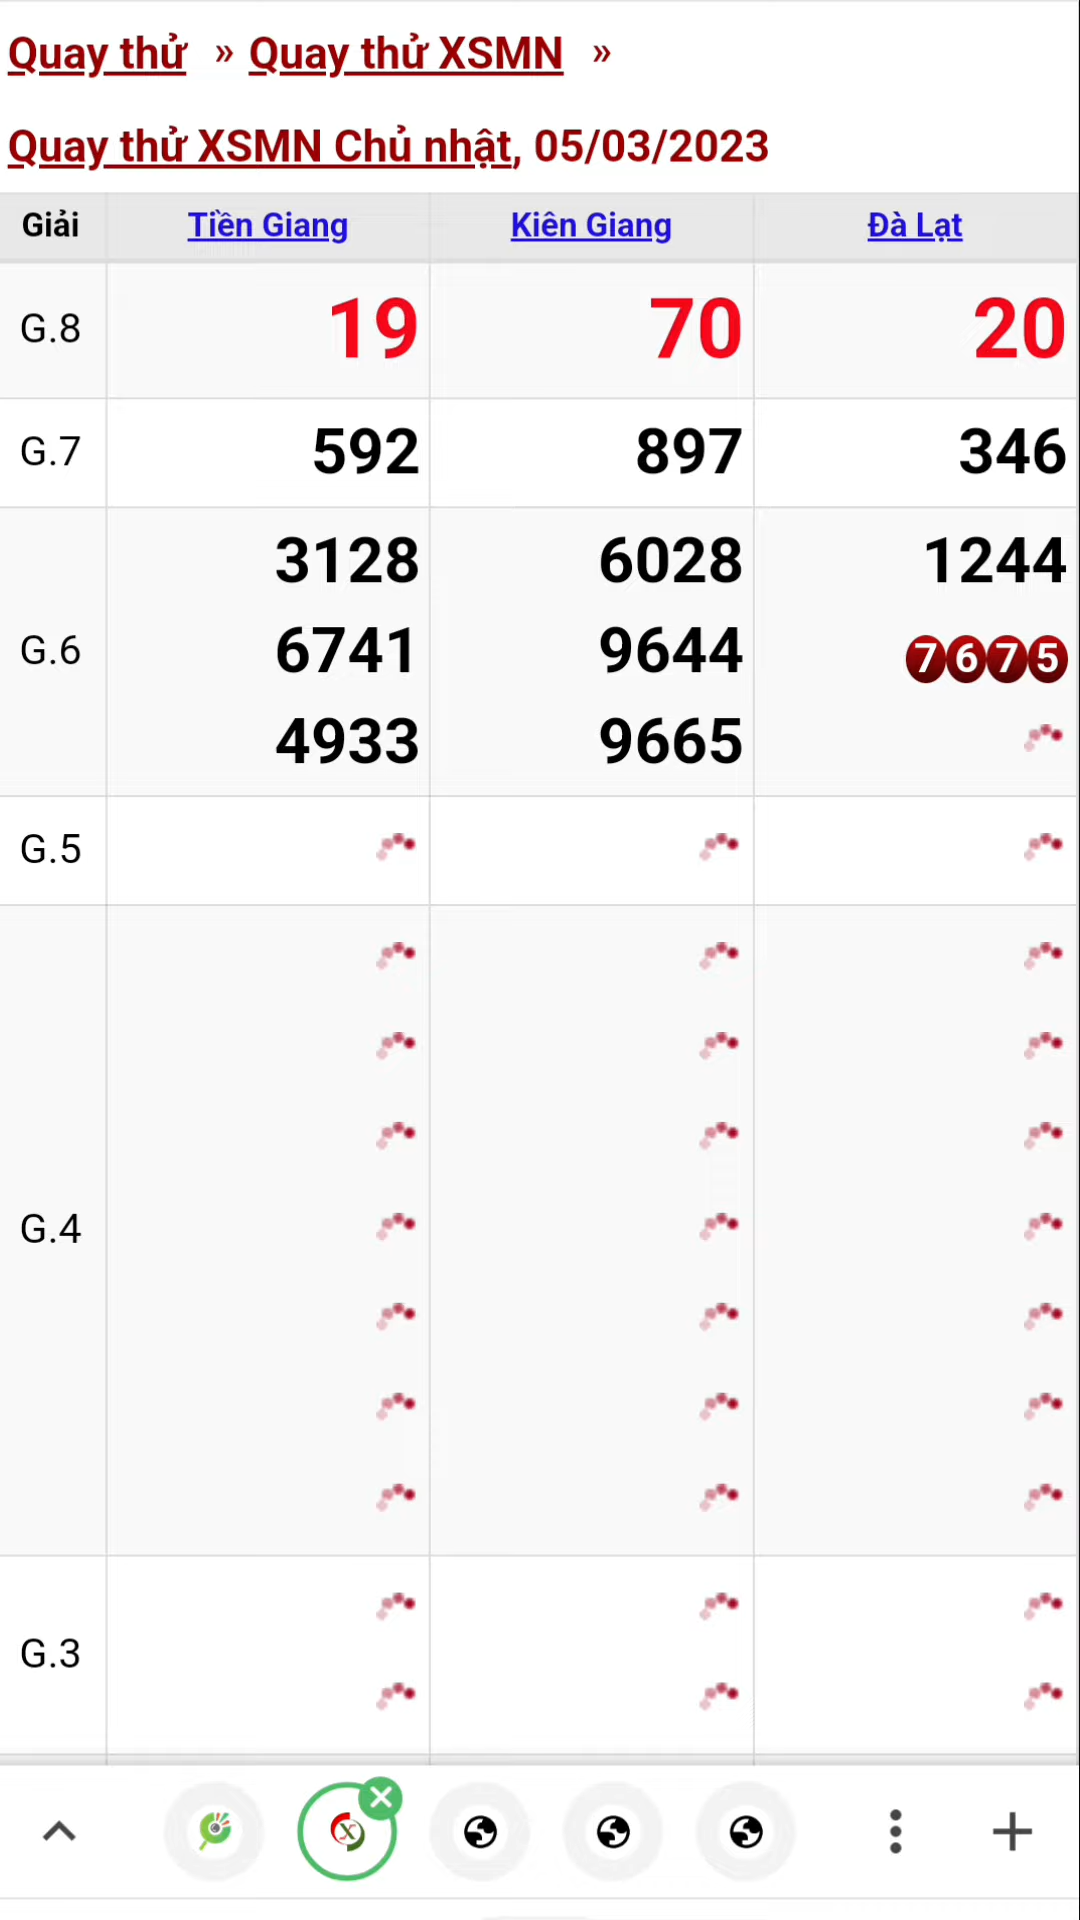 Quay thử » Quay thử XSMN »
Quay thử XSMN Chủ nhật, 05/03/2023
Giải Tiền Giang Kiên Giang Đà Lạt
G.8 19 70 20
G.7 592 897 346
3128 6028 1244
G.6 6741 9644 7675
4933 9665
G.5
G.4
G.3